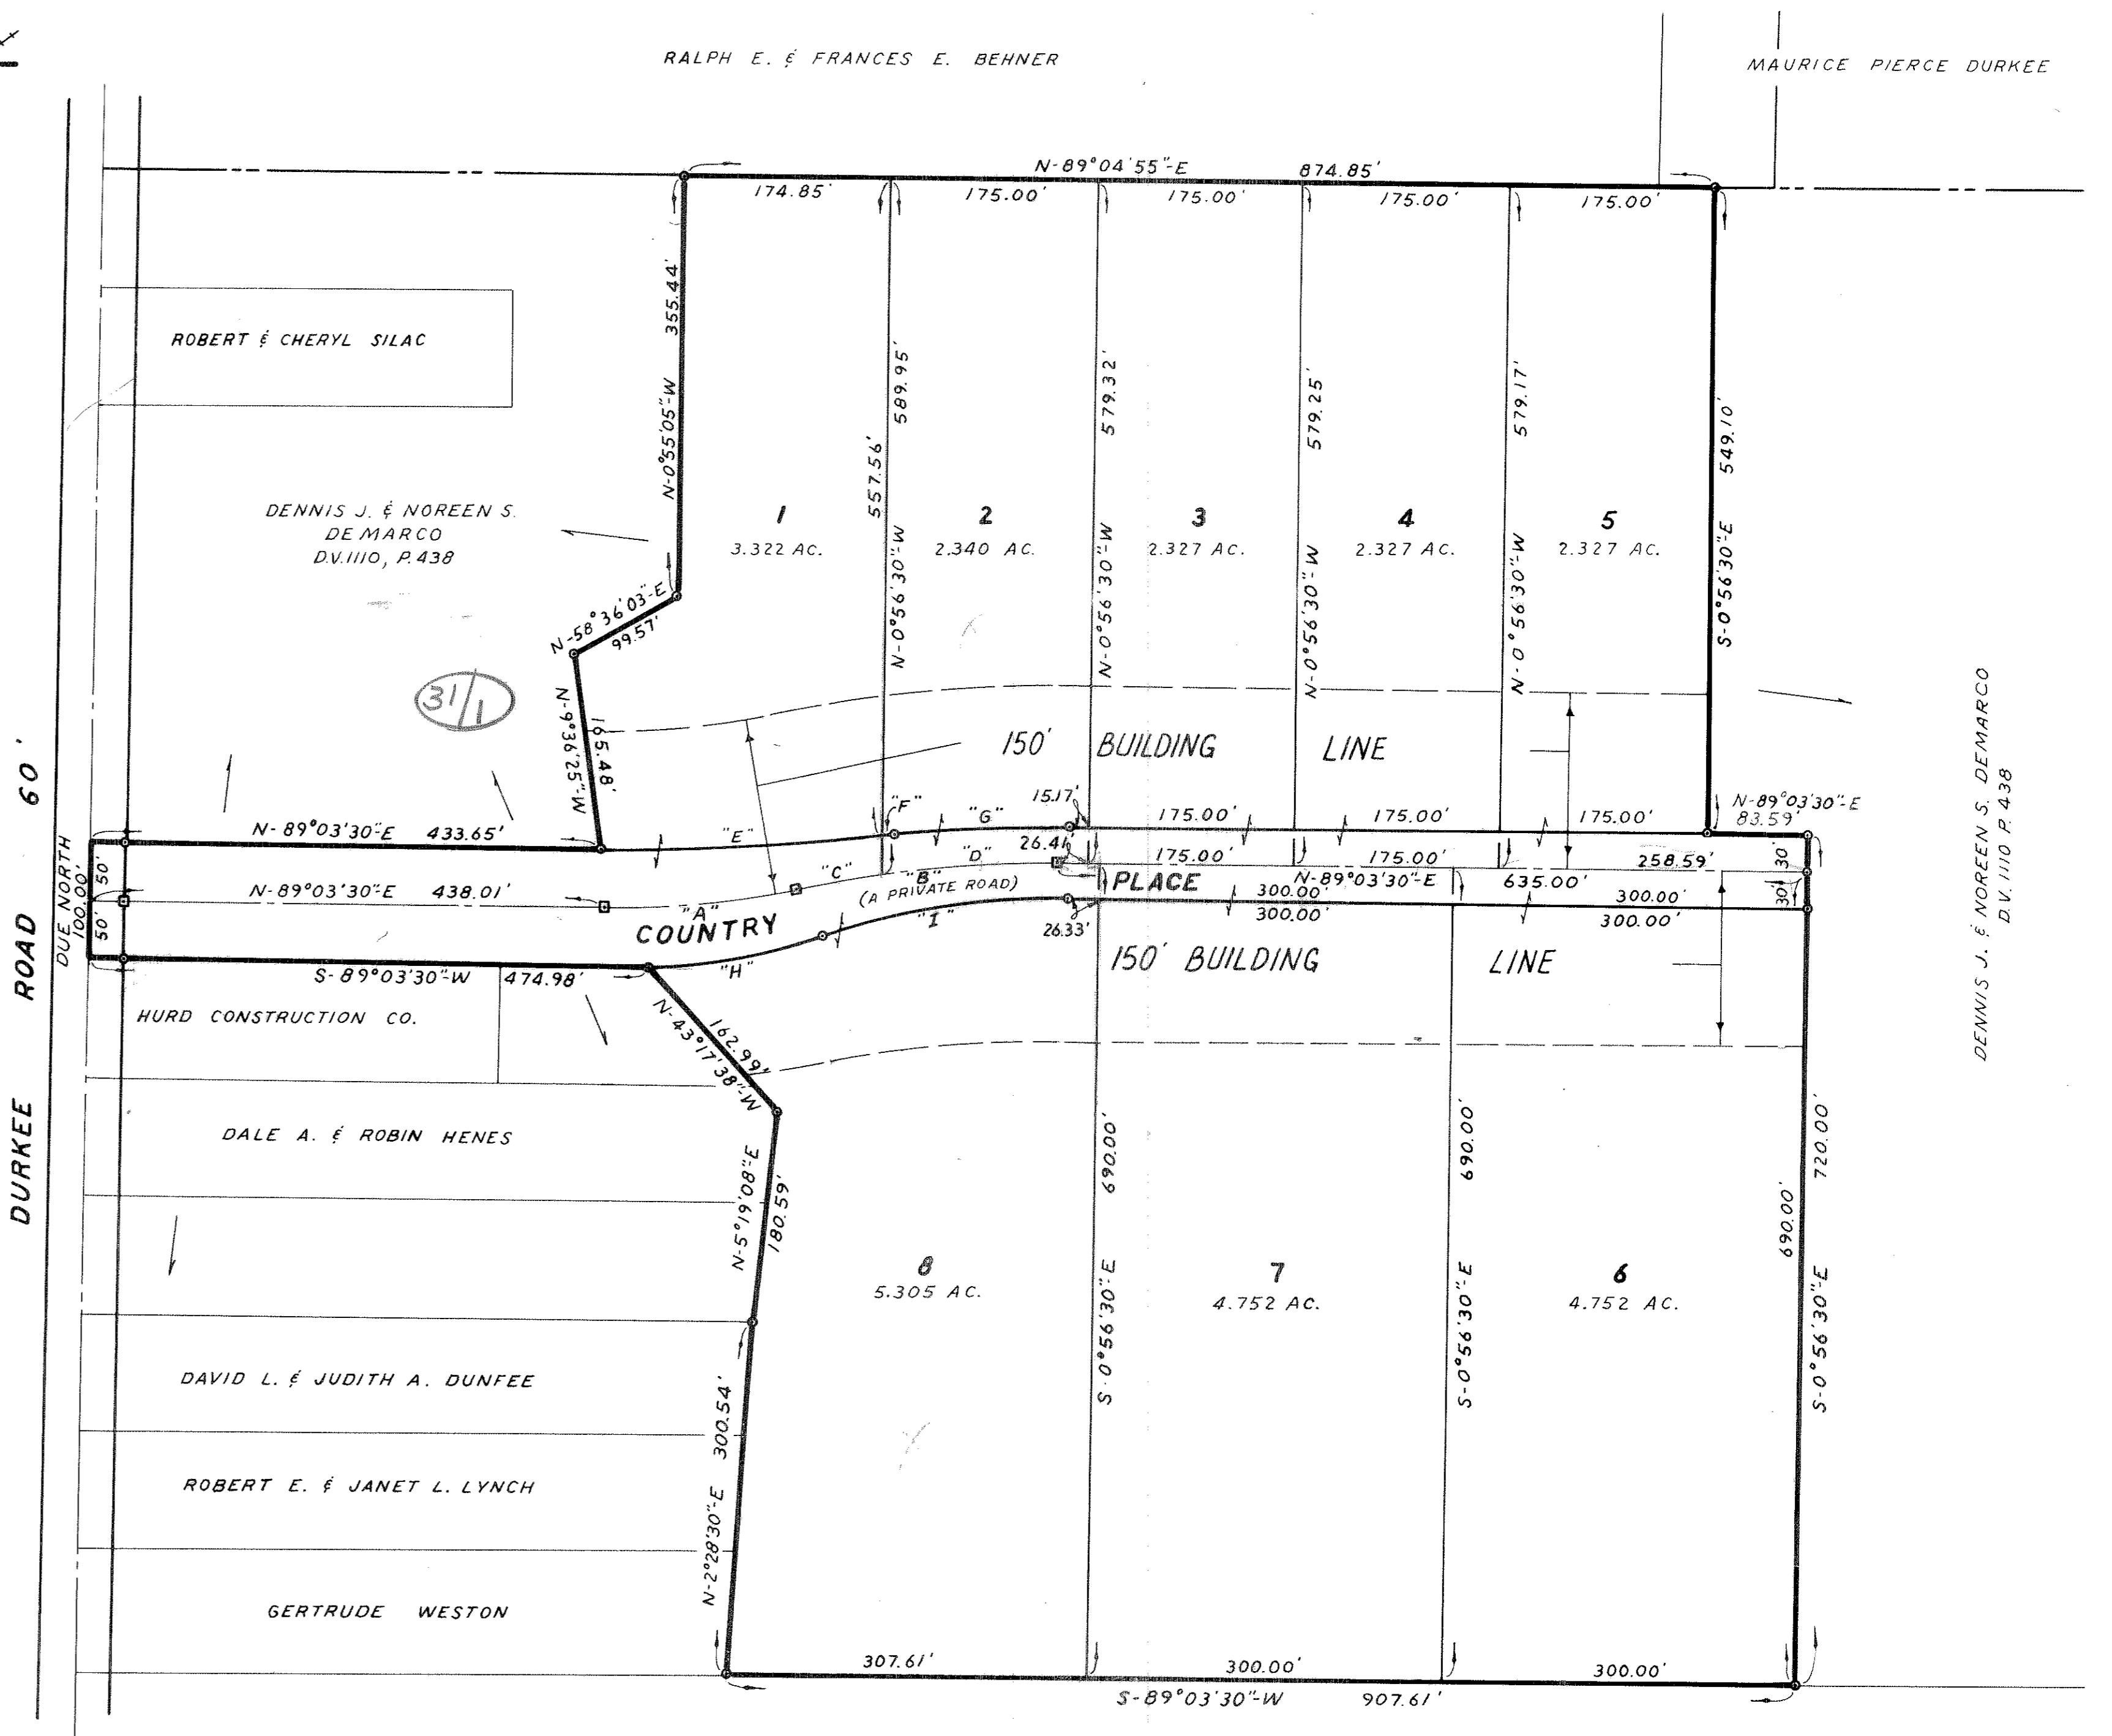 RALPH E. & FRANCES E. BEHNER
MAURICE PIERCE DURKEE
N-89°04'55"-E 874.85'
174.85'
175.00'
175.00'
175.00'
175.00'
355.44'
N-0°55'05"-W
ROBERT & CHERYL SILAC
DENNIS J. & NOREEN S.
DE MARCO
D.V. 1110, P. 438
557.56'
589.95'
N-0°56'30"-W
579.32'
N-0°56'30"-W
579.25'
N-0°56'30"-W
579.17'
N-0°56'30"-W
549.10'
S-0°56'30"-E
1
3.322 AC.
2
2.340 AC.
3
2.327 AC.
4
2.327 AC.
5
2.327 AC.
N-58°36'03"-E
99.57'
31/1
N-9°36'25"-W
165.48'
150' BUILDING LINE
DURKEE ROAD 60'
DUE NORTH
100.00'
50'
50'
N-89°03'30"-E 433.65'
N-89°03'30"-E 438.01'
"E"
"F"
"G"
15.17'
175.00'
175.00'
175.00'
N-89°03'30"-E
83.59'
"C"
"D"
26.41'
175.00'
175.00'
258.59'
30'
30'
"A"
"B"
(A PRIVATE ROAD)
COUNTRY PLACE
N-89°03'30"-E 635.00'
300.00'
300.00'
300.00'
300.00'
"H"
"I"
26.33'
150' BUILDING LINE
S-89°03'30"-W 474.98'
HURD CONSTRUCTION CO.
162.99'
N-43°17'38"-W
DALE A. & ROBIN HENES
N-5°19'08"-E
180.59'
690.00'
S-0°56'30"-E
690.00'
S-0°56'30"-E
690.00'
720.00'
S-0°56'30"-E
DENNIS J. & NOREEN S. DEMARCO
D.V. 1110 P. 438
8
5.305 AC.
7
4.752 AC.
6
4.752 AC.
DAVID L. & JUDITH A. DUNFEE
300.54'
N-2°28'30"-E
ROBERT E. & JANET L. LYNCH
GERTRUDE WESTON
307.61'
300.00'
300.00'
S-89°03'30"-W 907.61'